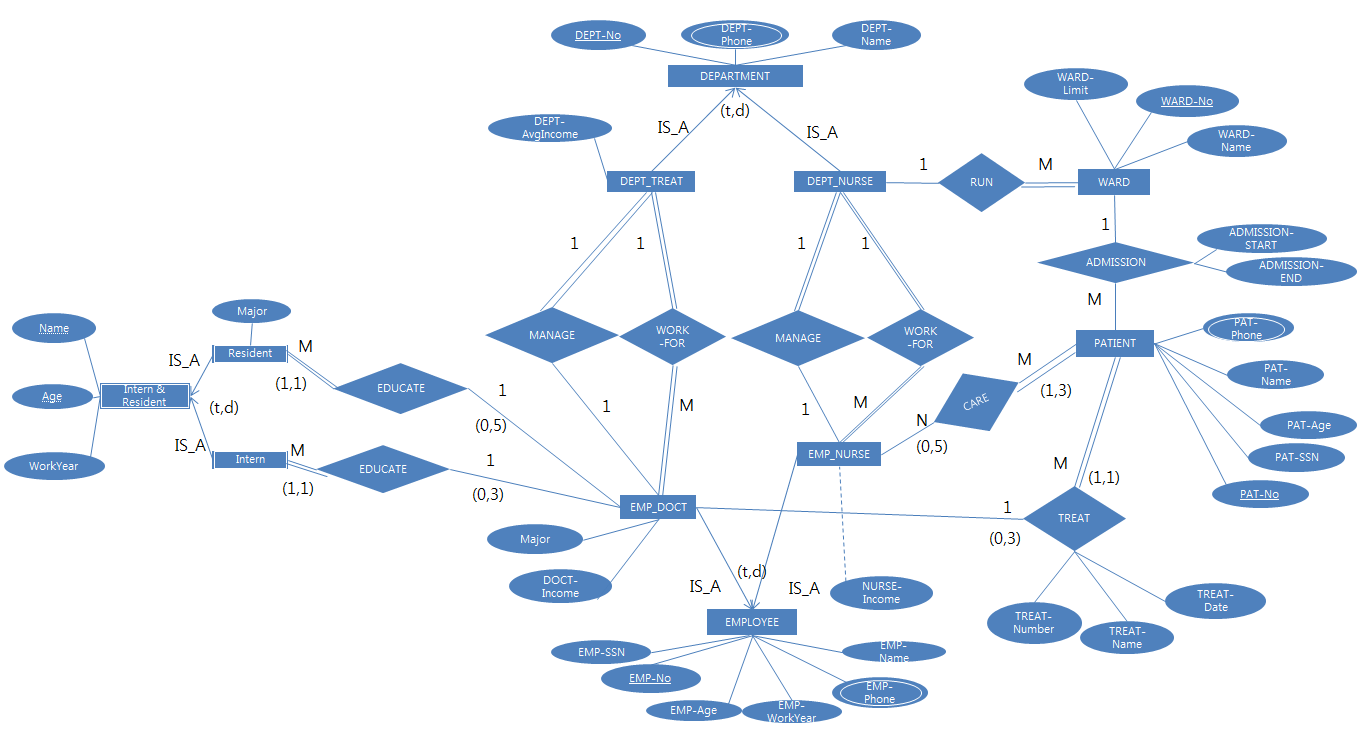 DEPT-No
DEPT-
Phone
DEPT-
Name
DEPARTMENT
(t,d)
IS_A
IS_A
DEPT-
AvgIncome
WARD-
Limit
WARD-No
WARD-
Name
DEPT_TREAT
DEPT_NURSE
1
RUN
M
WARD
1
1
1
1
1
ADMISSION
ADMISSION-
START
ADMISSION-
END
M
MANAGE
WORK
-FOR
MANAGE
WORK
-FOR
PATIENT
PAT-
Phone
PAT-
Name
PAT-Age
PAT-SSN
PAT-No
Name
Age
WorkYear
Major
Resident
IS_A
Intern &
Resident
(t,d)
IS_A
Intern
M
(1,1)
EDUCATE
1
(0,5)
M
(1,1)
EDUCATE
1
(0,3)
1
M
1
M
M
(1,3)
CARE
N
(0,5)
EMP_NURSE
EMP_DOCT
M
(1,1)
1
(0,3)
TREAT
Major
DOCT-
Income
IS_A
(t,d)
IS_A
NURSE-
Income
TREAT-
Number
TREAT-
Name
TREAT-
Date
EMPLOYEE
EMP-SSN
EMP-No
EMP-Age
EMP-
WorkYear
EMP-
Phone
EMP-
Name